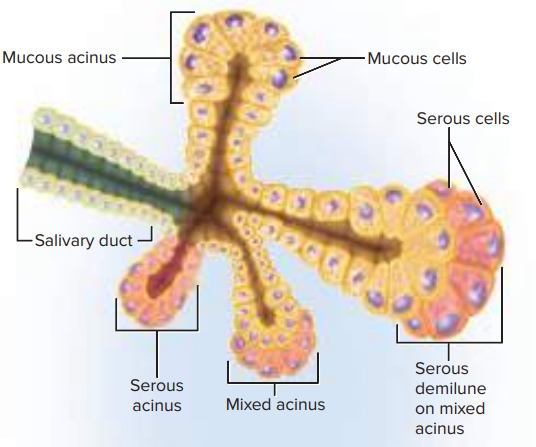 Mucous acinus
Mucous cells
Serous cells
Salivary duct
Serous
acinus
Mixed acinus
Serous
demilune
on mixed
acinus